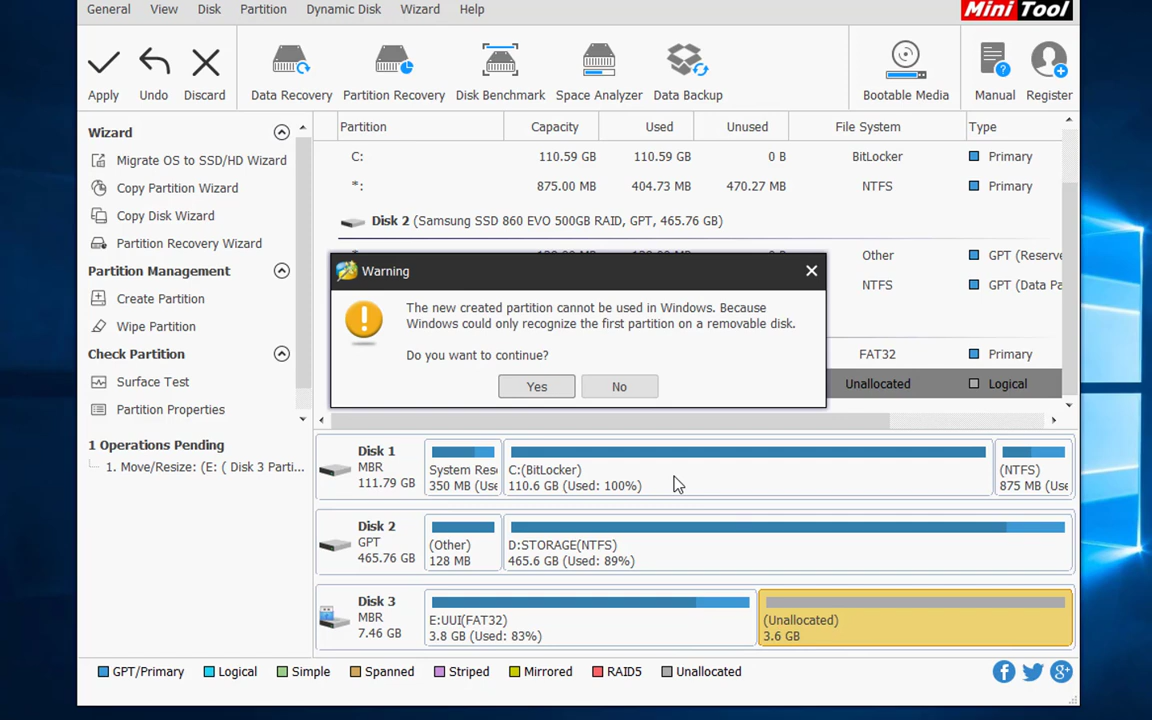 General View Disk Partition Dynamic Disk Wizard Help
Mini Tool
Apply Undo Discard Data Recovery Partition Recovery Disk Benchmark Space Analyzer Data Backup Bootable Media Manual Register
Wizard
Migrate OS to SSD/HD Wizard
Copy Partition Wizard
Copy Disk Wizard
Partition Recovery Wizard
Partition Management
Create Partition
Wipe Partition
Check Partition
Surface Test
Partition Properties
1 Operations Pending
1. Move/Resize: (E: ( Disk 3 Parti...
Partition Capacity Used Unused File System Type
C: 110.59 GB 110.59 GB 0 B BitLocker Primary
*: 875.00 MB 404.73 MB 470.27 MB NTFS Primary
Disk 2 (Samsung SSD 860 EVO 500GB RAID, GPT, 465.76 GB)
Other GPT (Reserve
NTFS GPT (Data Pa
FAT32 Primary
Unallocated Logical
Warning
The new created partition cannot be used in Windows. Because
Windows could only recognize the first partition on a removable disk.
Do you want to continue?
Yes No
Disk 1
MBR
111.79 GB
System Res
350 MB (Use
C:(BitLocker)
110.6 GB (Used: 100%)
(NTFS)
875 MB (Use
Disk 2
GPT
465.76 GB
(Other)
128 MB
D:STORAGE(NTFS)
465.6 GB (Used: 89%)
Disk 3
MBR
7.46 GB
E:UUI(FAT32)
3.8 GB (Used: 83%)
(Unallocated)
3.6 GB
GPT/Primary Logical Simple Spanned Striped Mirrored RAID5 Unallocated